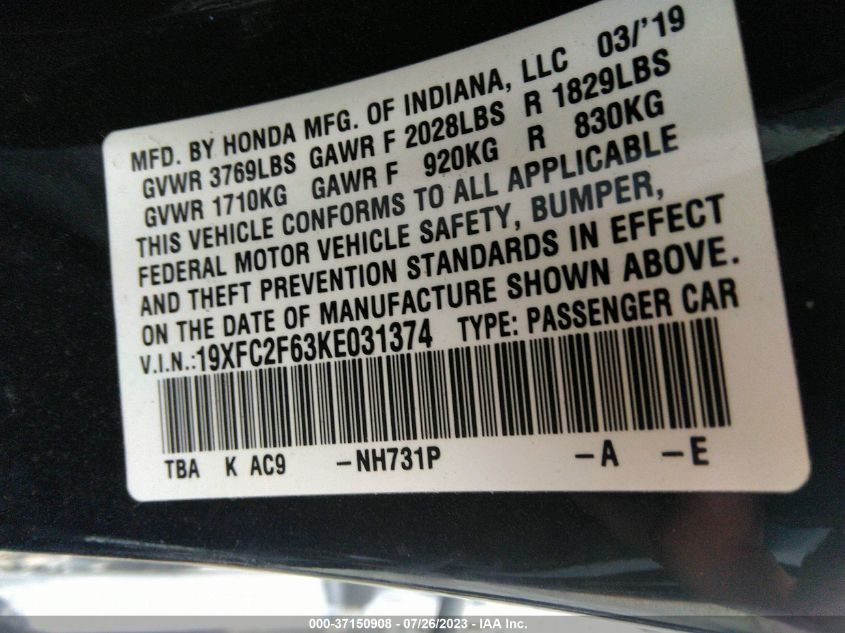 MFD. BY HONDA MFG. OF INDIANA, LLC 03/'19
GVWR 3769LBS GAWR F 2028LBS R 1829LBS
GVWR 1710KG GAWR F 920KG R 830KG
THIS VEHICLE CONFORMS TO ALL APPLICABLE
FEDERAL MOTOR VEHICLE SAFETY, BUMPER,
AND THEFT PREVENTION STANDARDS IN EFFECT
ON THE DATE OF MANUFACTURE SHOWN ABOVE.
V.I.N.:19XFC2F63KE031374 TYPE: PASSENGER CAR
TBA K AC9 -NH731P -A -E
000-37150908 - 07/26/2023 - IAA Inc.